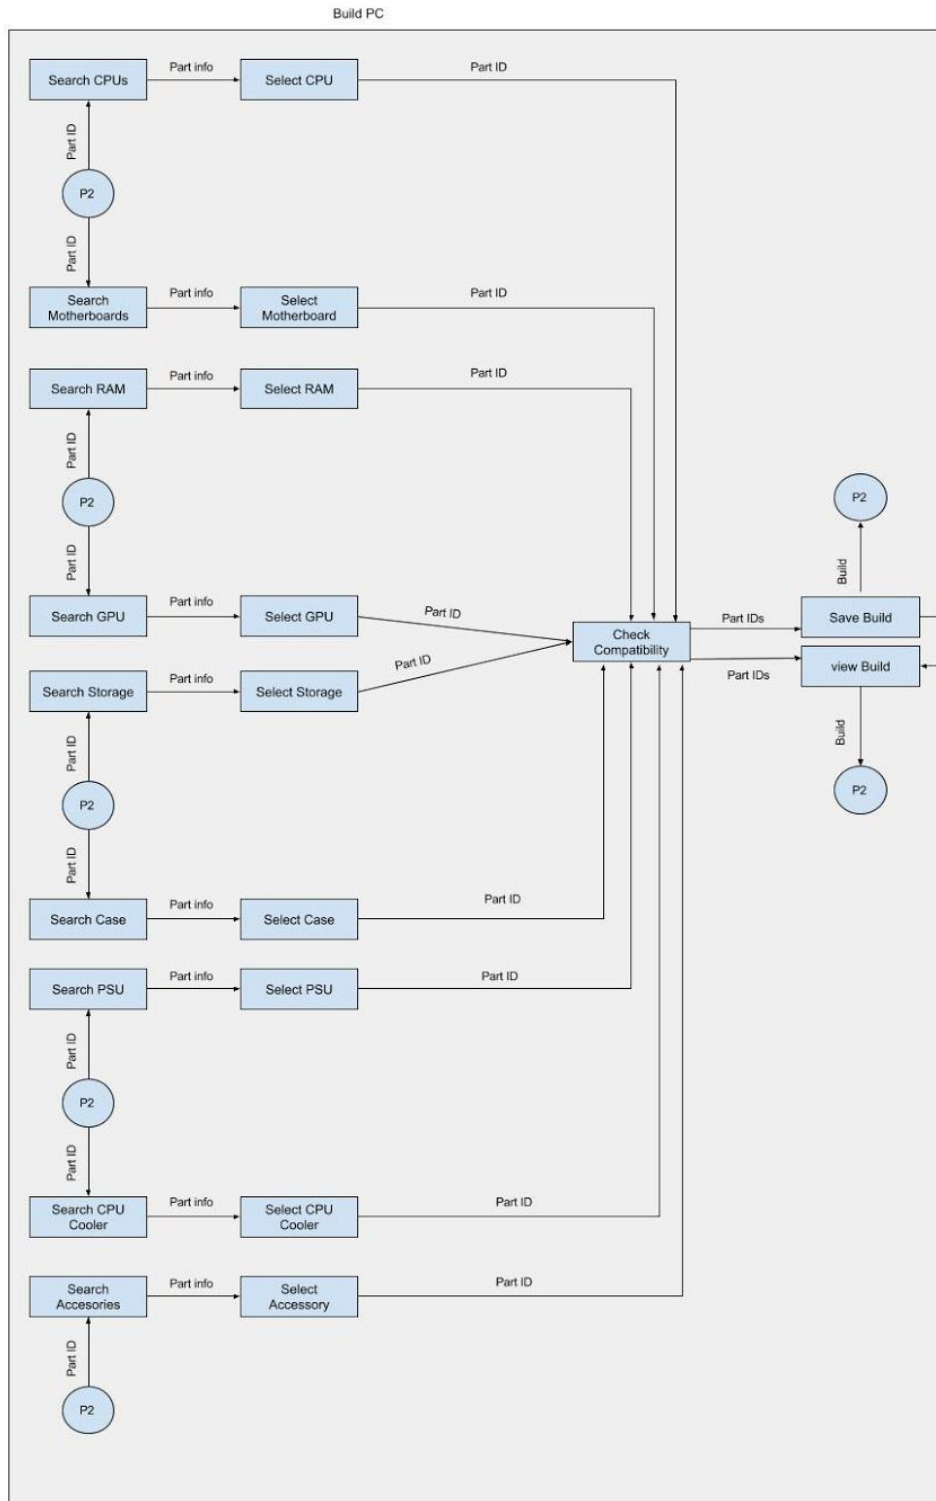 Build PC
Search CPUs
Part info
Select CPU
Part ID
Part ID
P2
Part ID
Search
Motherboards
Part info
Select
Motherboard
Part ID
Search RAM
Part info
Select RAM
Part ID
Part ID
P2
Part ID
Search GPU
Part info
Select GPU
Part ID
Search Storage
Part info
Select Storage
Part ID
Check
Compatibility
Part IDs
Save Build
Build
P2
Part IDs
view Build
Build
P2
Part ID
P2
Part ID
Search Case
Part info
Select Case
Part ID
Search PSU
Part info
Select PSU
Part ID
Part ID
P2
Part ID
Search CPU
Cooler
Part info
Select CPU
Cooler
Part ID
Search
Accesories
Part info
Select
Accessory
Part ID
Part ID
P2